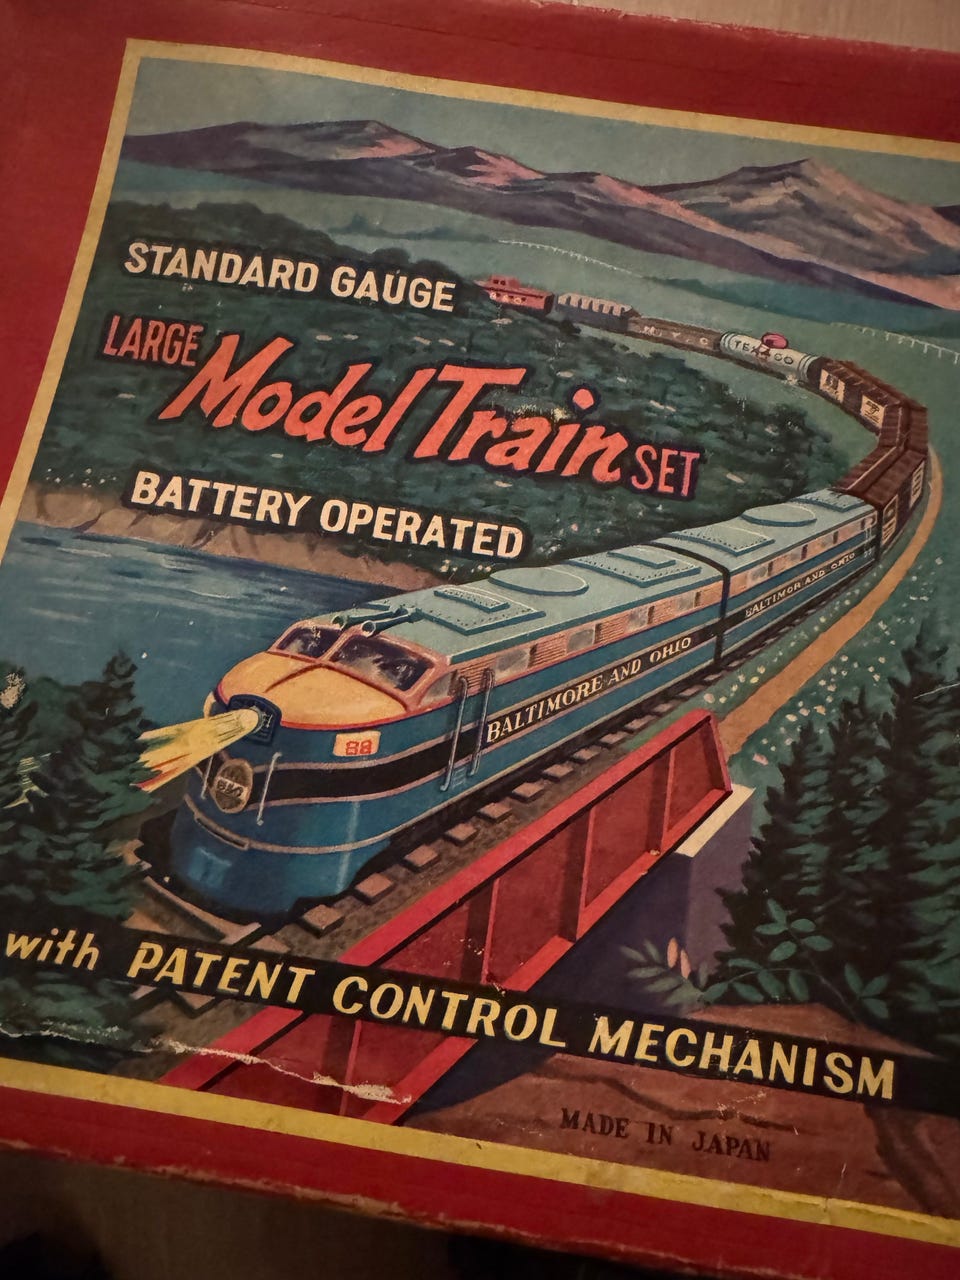 STANDARD GAUGE
LARGE Model Train SET
BATTERY OPERATED
TEXACO
BALTIMORE AND OHIO
BALTIMOR AND OHIO
88
B&O
with PATENT CONTROL MECHANISM
MADE IN JAPAN